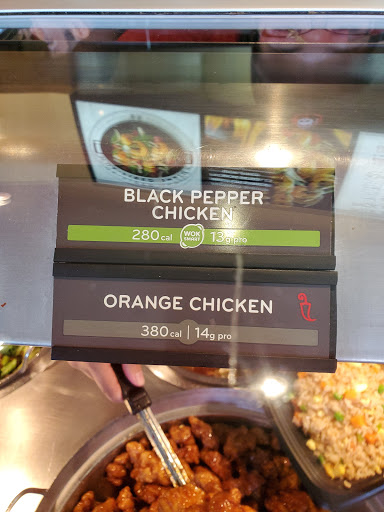 BLACK PEPPER
CHICKEN
280 cal WOK SMART 13g pro
ORANGE CHICKEN
380 cal | 14g pro